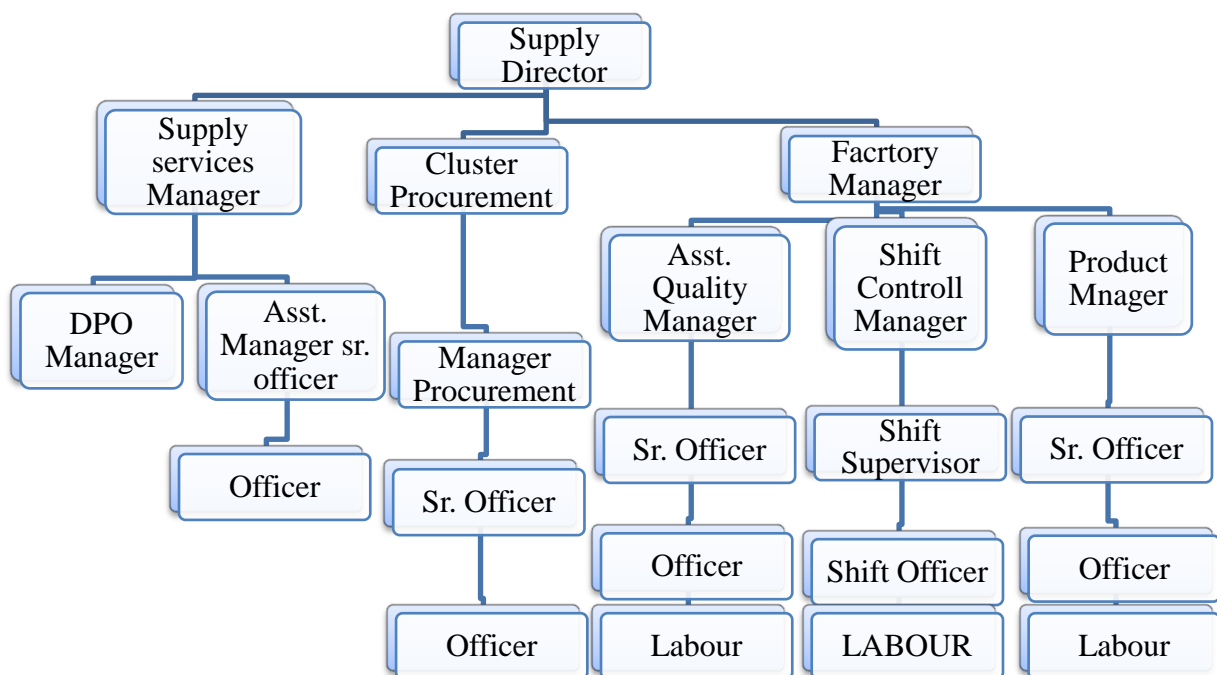 Supply
Director
Supply
services
Manager
Cluster
Procurement
Facrtory
Manager
DPO
Manager
Asst.
Manager sr.
officer
Manager
Procurement
Asst.
Quality
Manager
Shift
Controll
Manager
Product
Mnager
Officer
Sr. Officer
Sr. Officer
Shift
Supervisor
Sr. Officer
Officer
Officer
Shift Officer
Officer
Labour
LABOUR
Labour